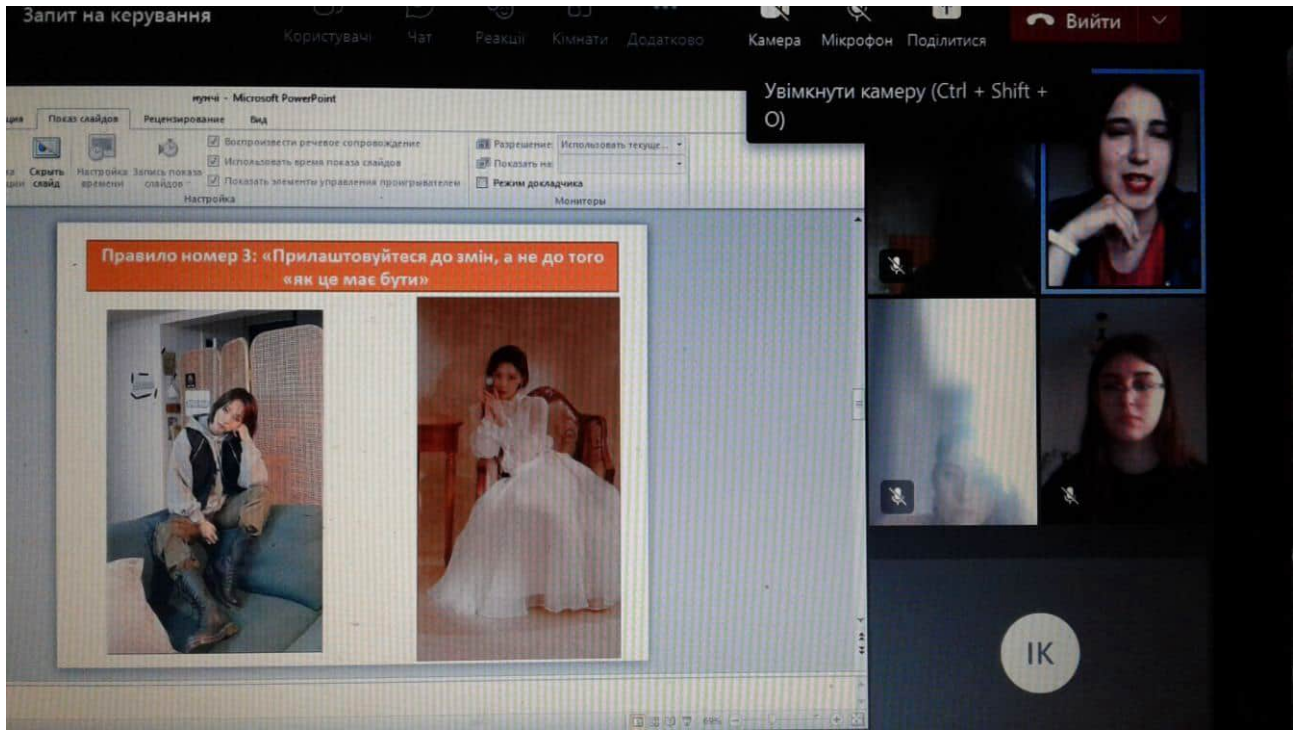 Запит на керування
Користувачі Чат Реакції Кімнати Додатково Камера Мікрофон Поділитися Вийти
Увімкнути камеру (Ctrl + Shift +
O)
нунчі - Microsoft PowerPoint
Показ слайдов Рецензирование Вид
Воспроизвести речевое сопровождение
Использовать время показа слайдов
Показать элементы управления проигрывателем
Скрыть
слайд
Настройка
времени
Запись показа
слайдов
Настройка
Разрешение: Использовать текуще...
Показать на:
Режим докладчика
Мониторы
Правило номер 3: «Прилаштовуйтеся до змін, а не до того
«як це має бути»
ІК
69%